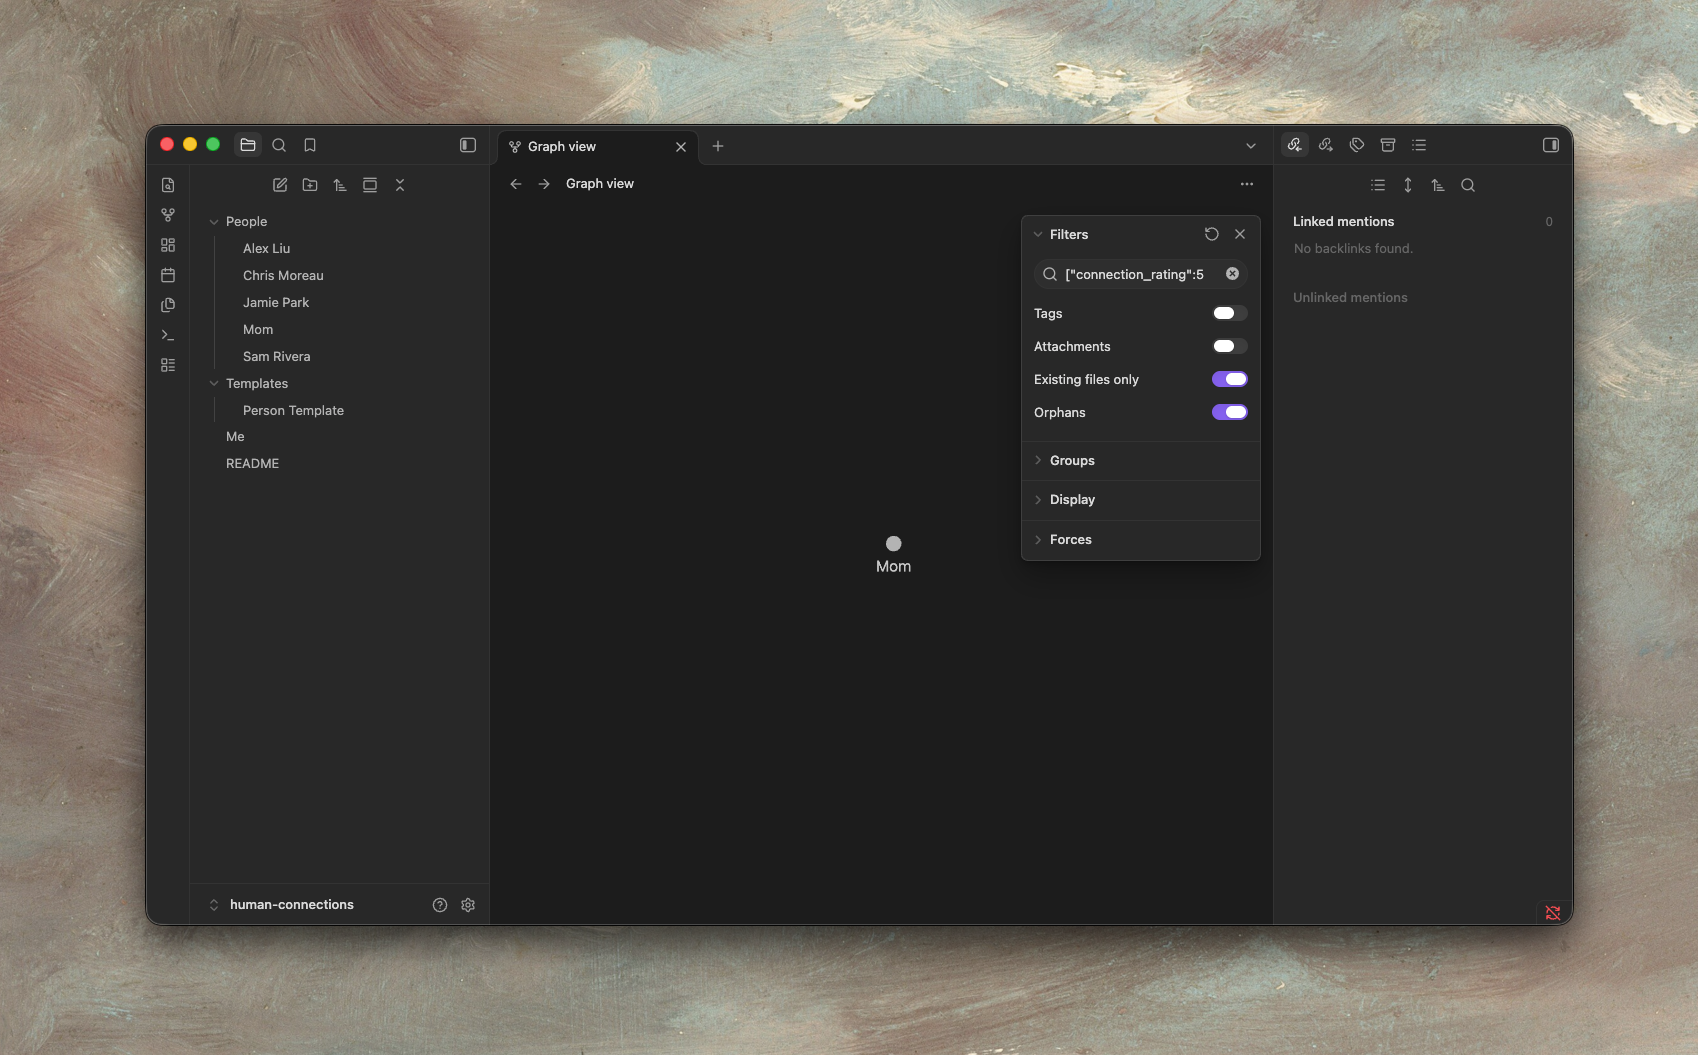 Graph view
Graph view
People
Alex Liu
Chris Moreau
Jamie Park
Mom
Sam Rivera
Templates
Person Template
Me
README
human-connections
Mom
Filters
["connection_rating":5
Tags
Attachments
Existing files only
Orphans
Groups
Display
Forces
Linked mentions 0
No backlinks found.
Unlinked mentions